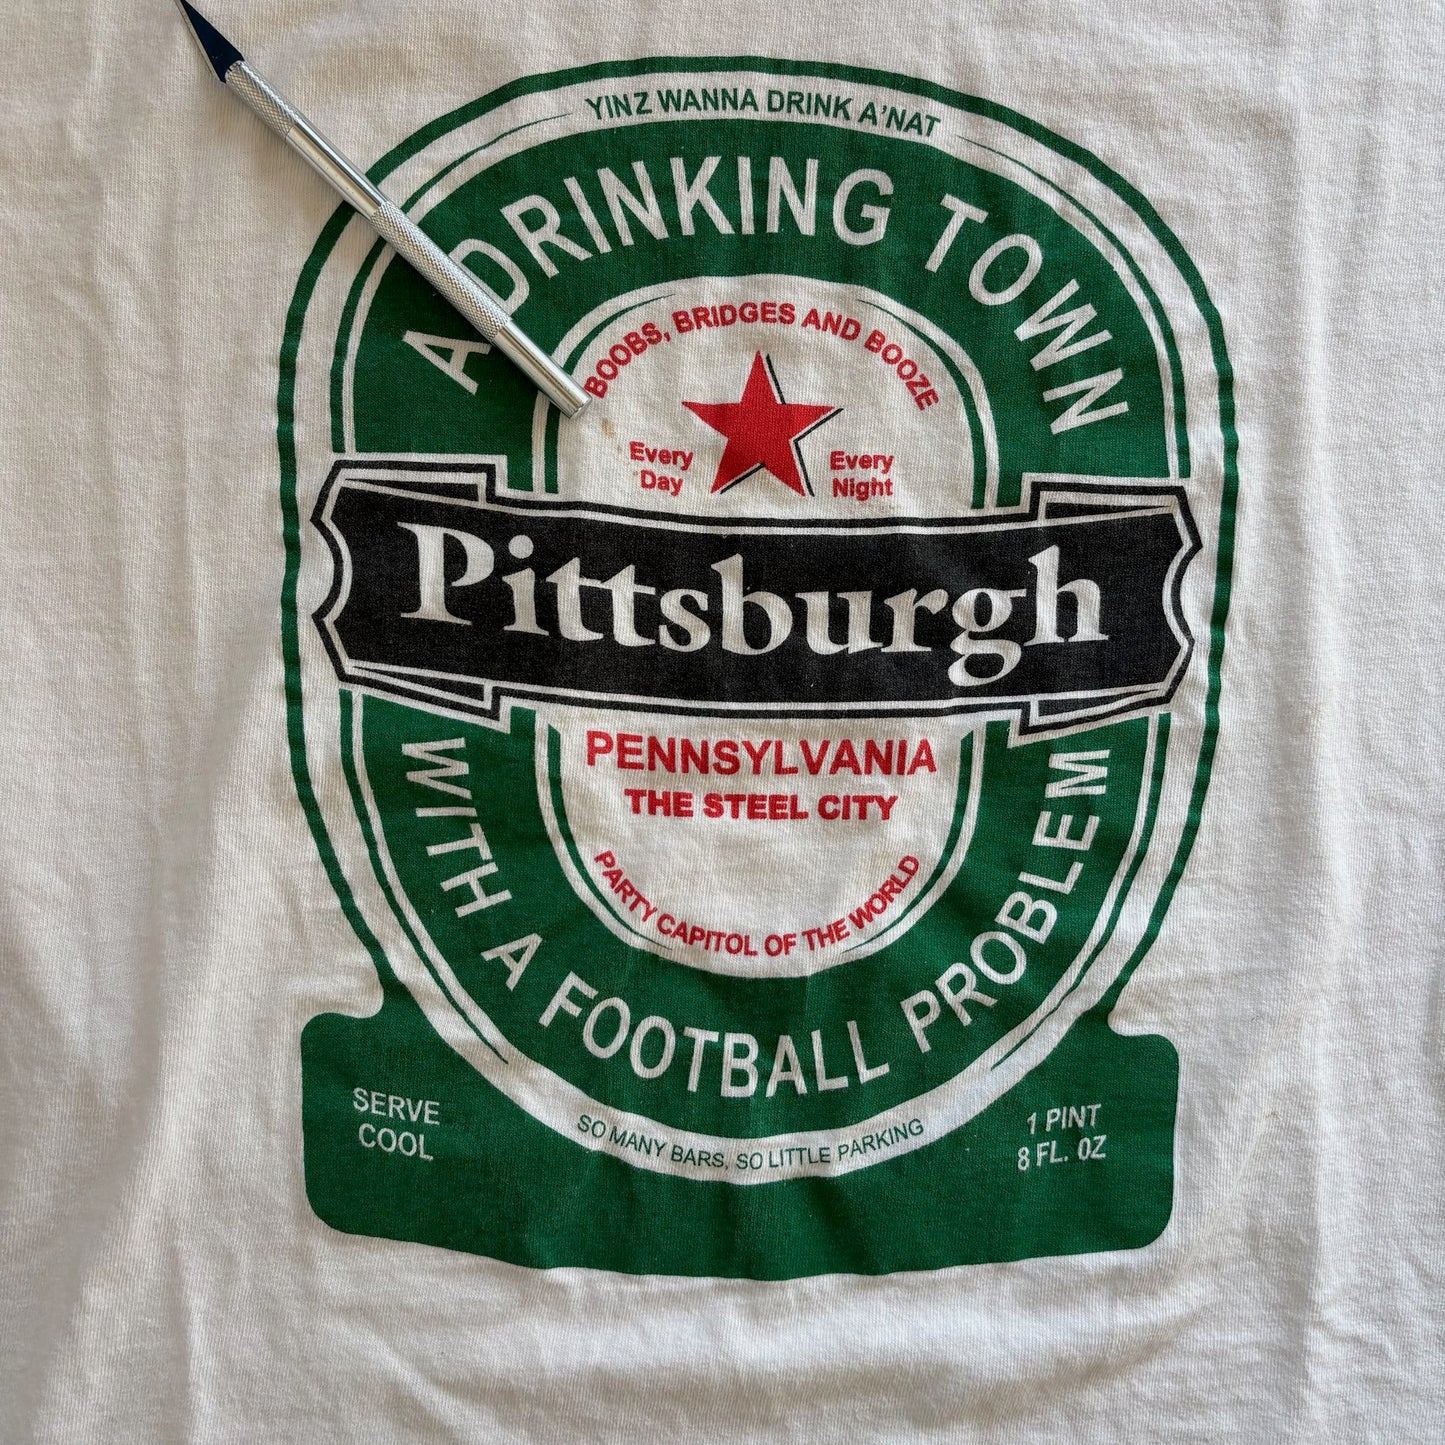 YINZ WANNA DRINK A'NAT
A DRINKING TOWN
BOOBS, BRIDGES AND BOOZE
Every Day
Every Night
Pittsburgh
PENNSYLVANIA
THE STEEL CITY
PARTY CAPITOL OF THE WORLD
WITH A FOOTBALL PROBLEM
SERVE
COOL
1 PINT
8 FL. OZ
SO MANY BARS, SO LITTLE PARKING